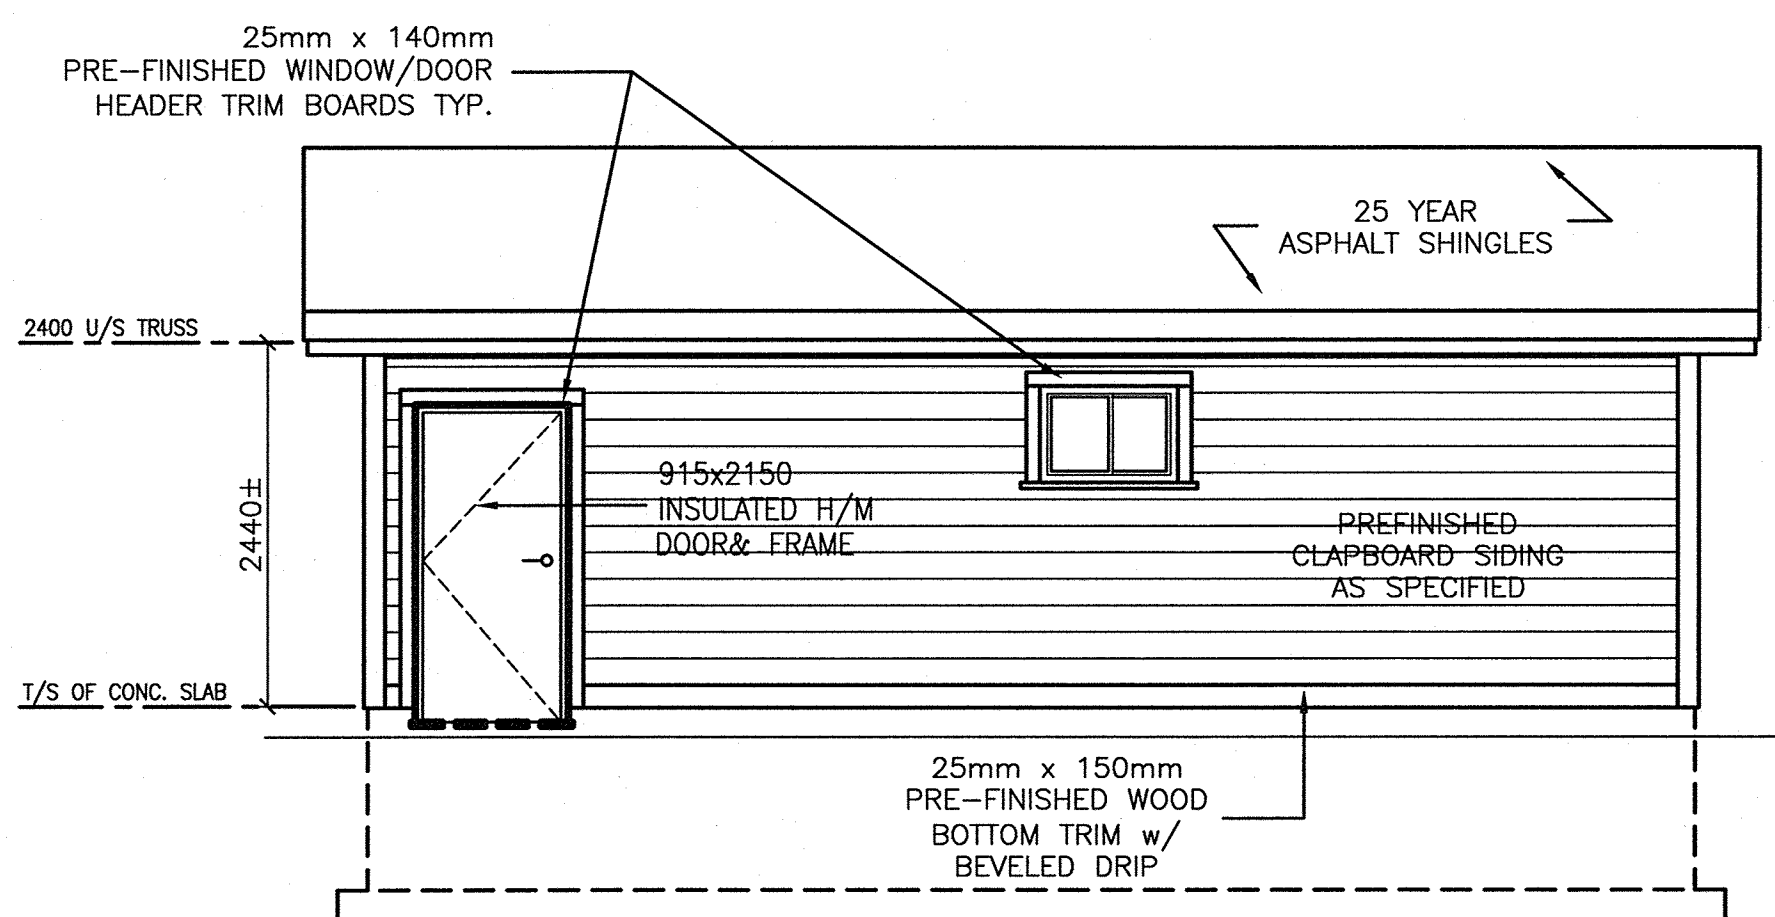 25mm x 140mm
PRE-FINISHED WINDOW/DOOR
HEADER TRIM BOARDS TYP.
25 YEAR
ASPHALT SHINGLES
2400 U/S TRUSS
2440±
915x2150
INSULATED H/M
DOOR& FRAME
PREFINISHED
CLAPBOARD SIDING
AS SPECIFIED
T/S OF CONC. SLAB
25mm x 150mm
PRE-FINISHED WOOD
BOTTOM TRIM w/
BEVELED DRIP